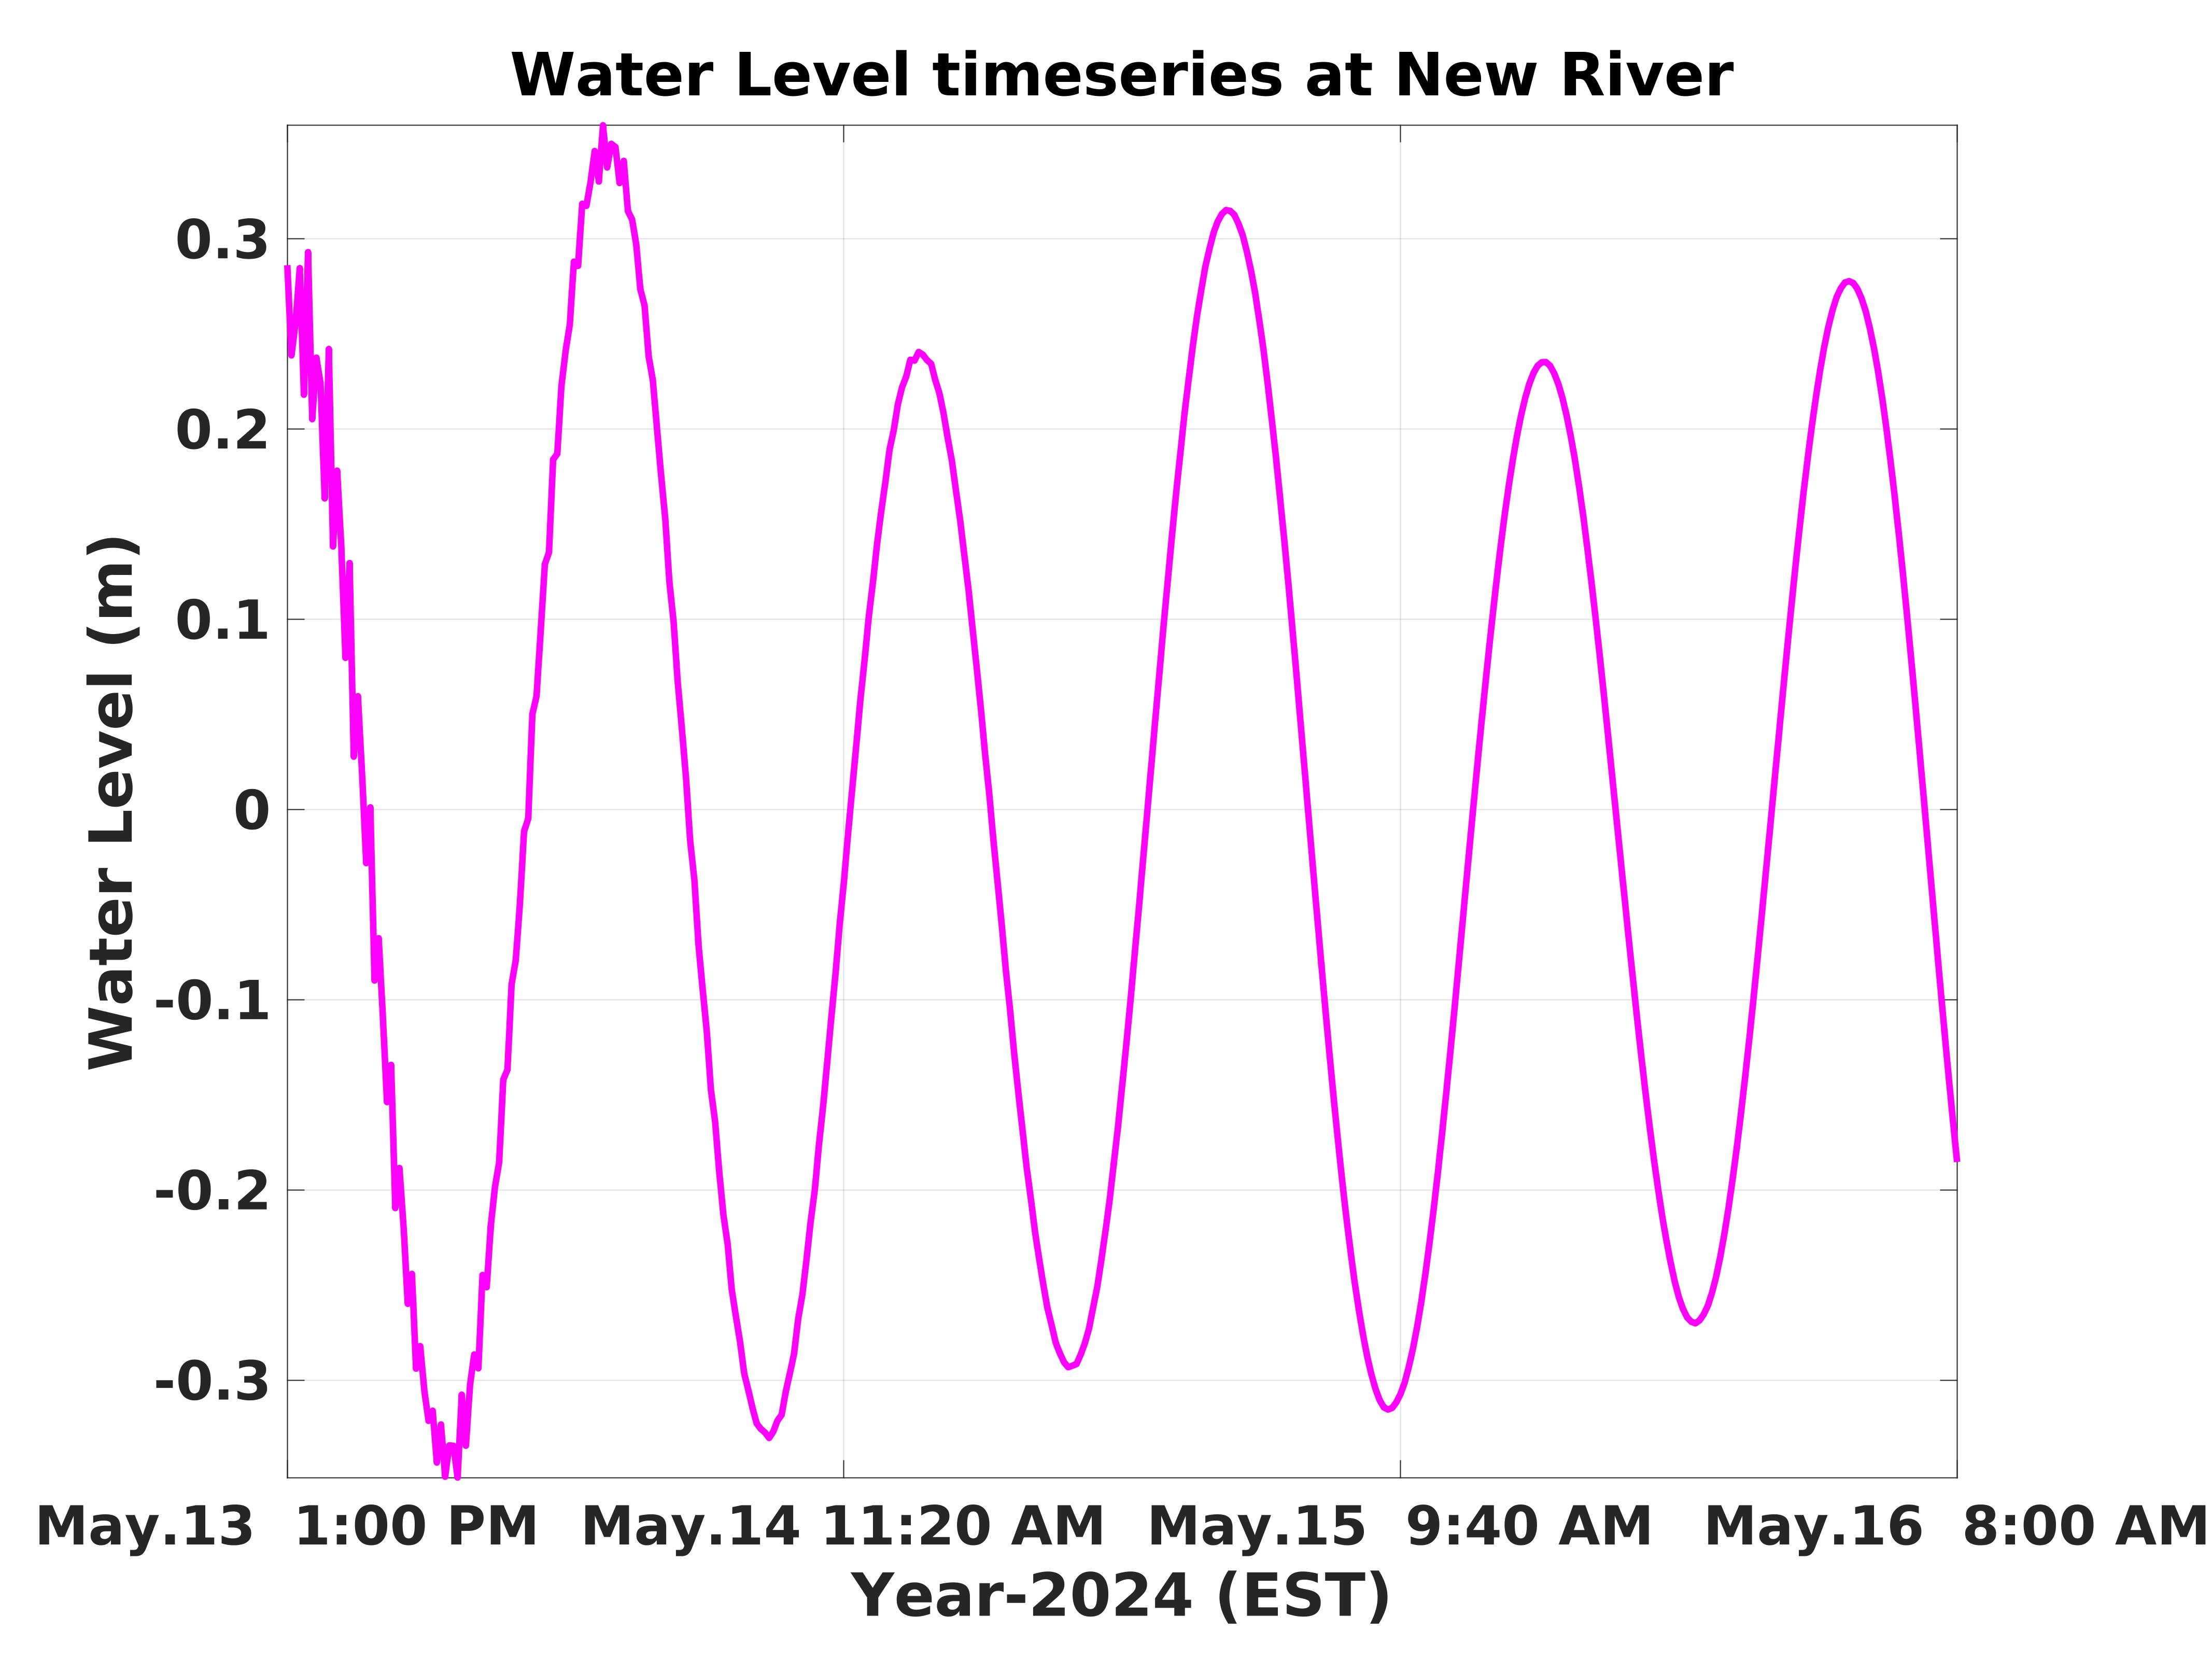 Water Level timeseries at New River
Water Level (m)
0.3
0.2
0.1
0
-0.1
-0.2
-0.3
May.13  1:00 PM
May.14 11:20 AM
May.15  9:40 AM
May.16  8:00 AM
Year-2024 (EST)